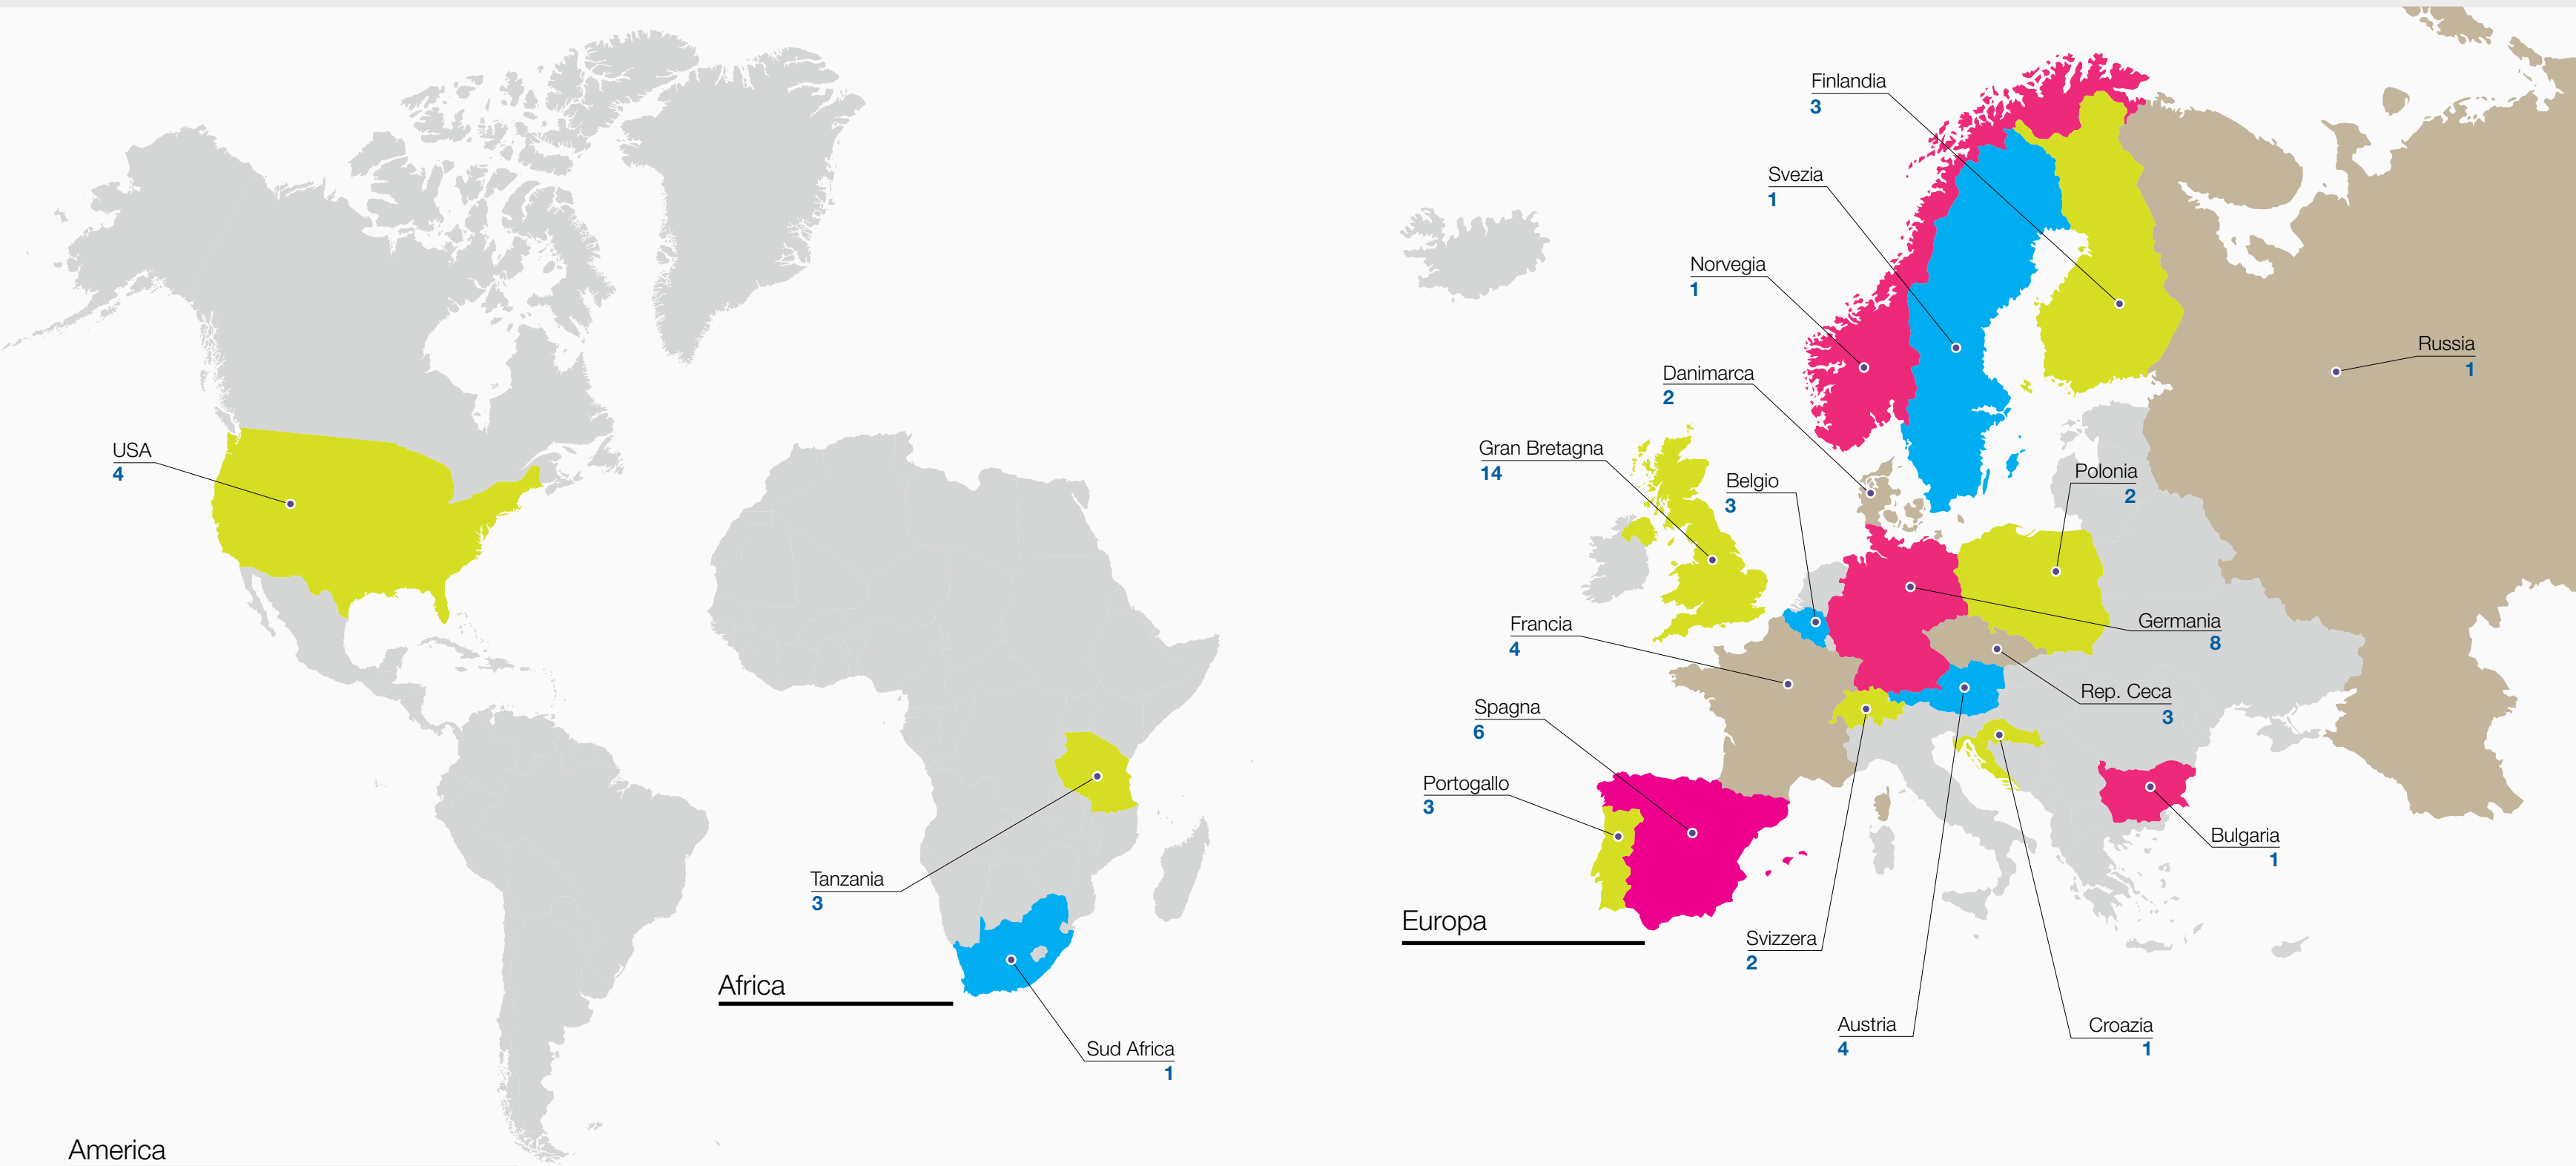 USA
4
America
Tanzania
3
Africa
Sud Africa
1
Finlandia
3
Svezia
1
Norvegia
1
Danimarca
2
Gran Bretagna
14
Belgio
3
Francia
4
Spagna
6
Portogallo
3
Europa
Svizzera
2
Austria
4
Croazia
1
Bulgaria
1
Rep. Ceca
3
Germania
8
Polonia
2
Russia
1